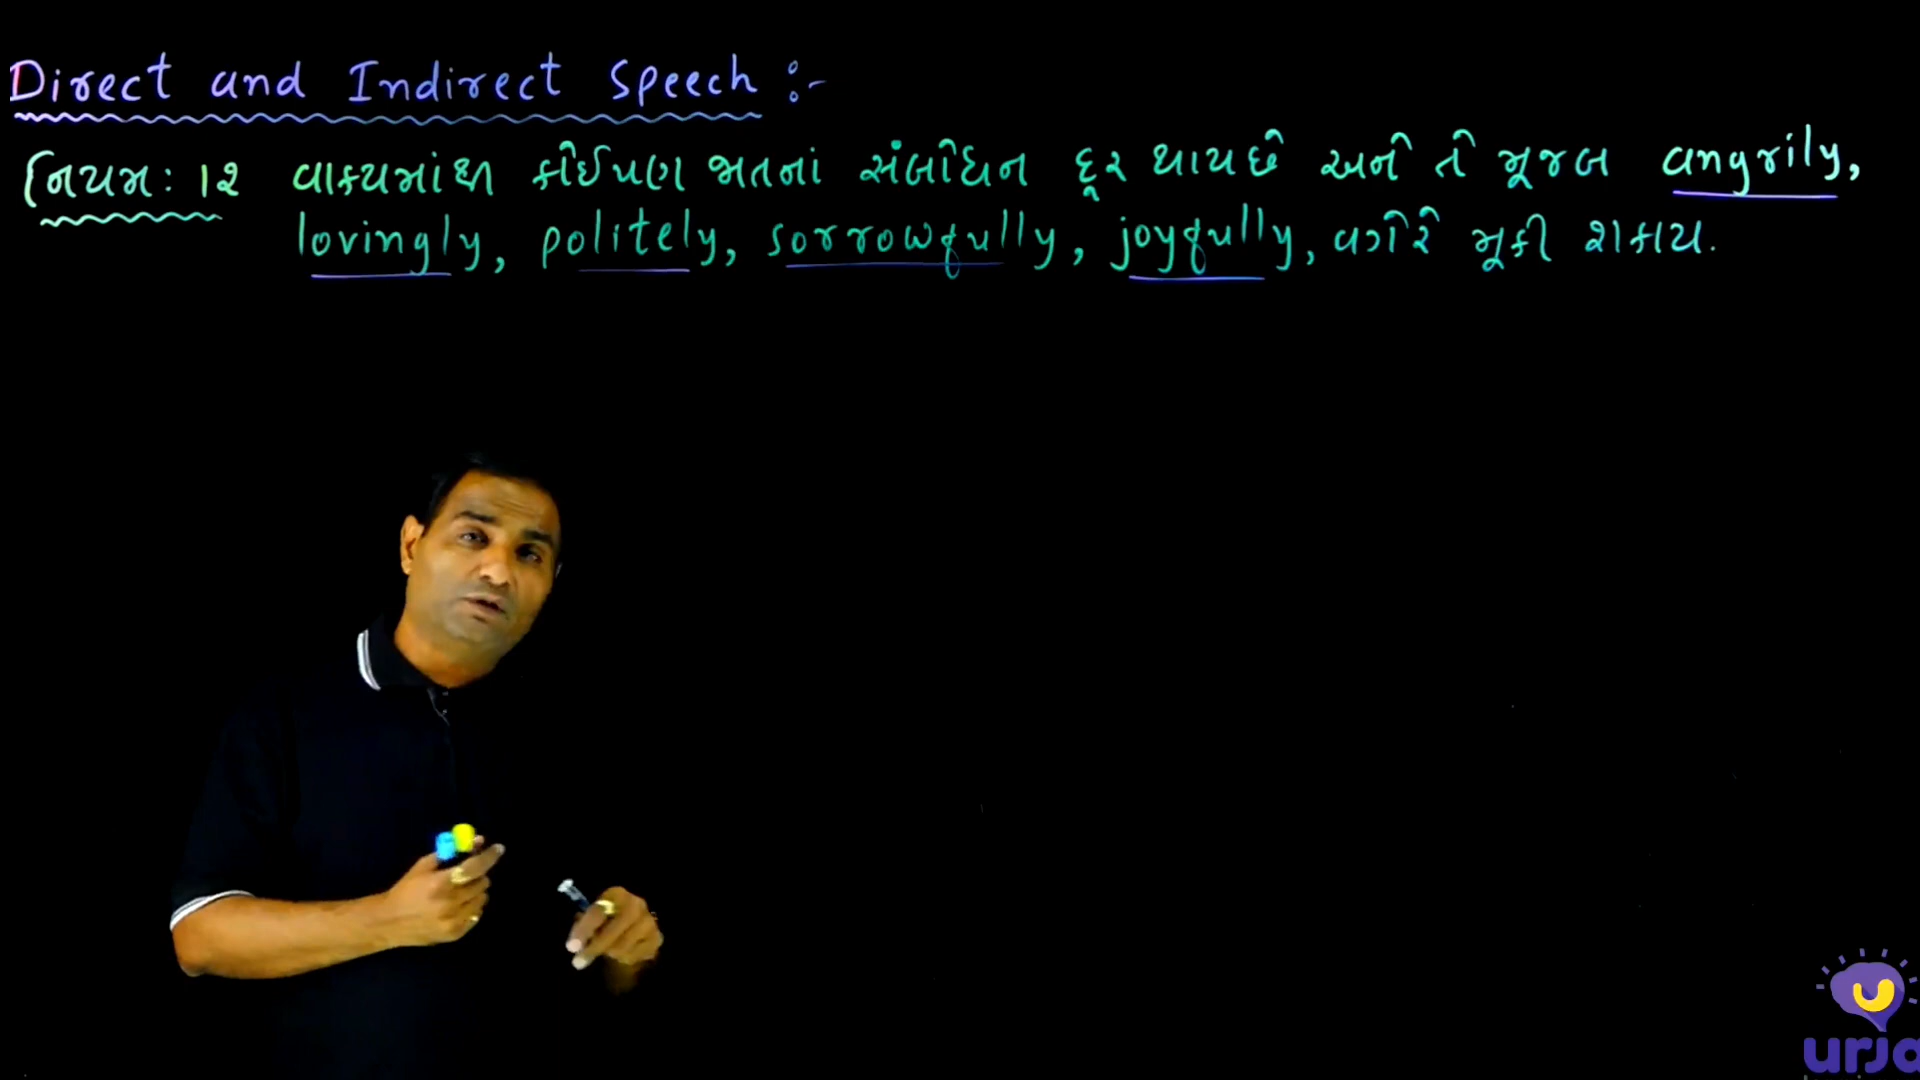 Direct and Indirect Speech :-
નિયમ: 12 વાક્યમાંથી કોઈપણ જાતનાં સંબોધન દૂર થાય છે અને તે મૂજબ angrily,
lovingly, politely, sorrowfully, joyfully, વગેરે મૂકી શકાય.
urja